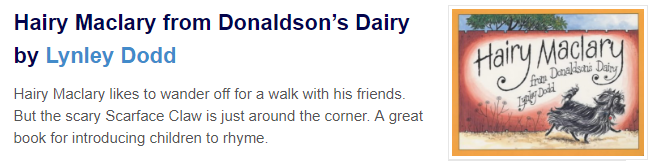 Hairy Maclary from Donaldson’s Dairy
by Lynley Dodd
Hairy Maclary likes to wander off for a walk with his friends.
But the scary Scarface Claw is just around the corner. A great
book for introducing children to rhyme.
Hairy Maclary
from Donaldson's Dairy
Lynley Dodd